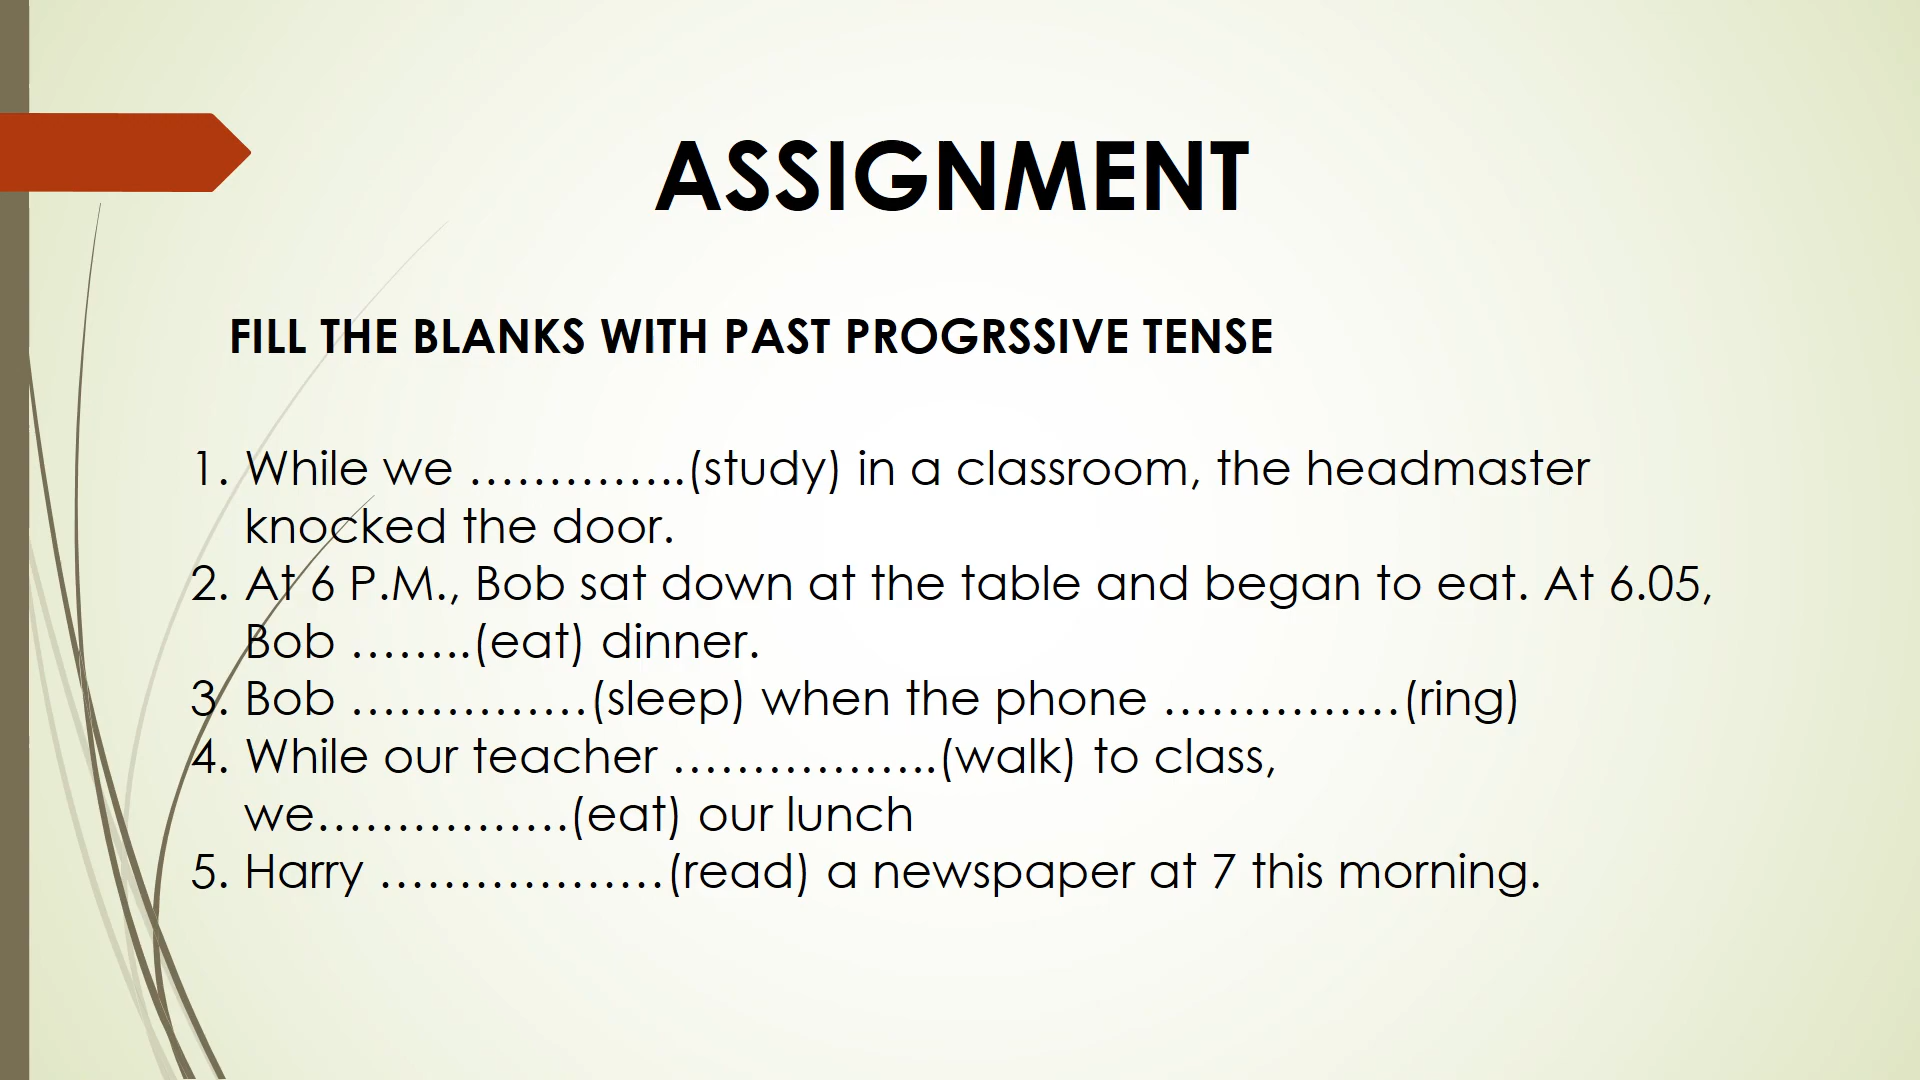 ASSIGNMENT
FILL THE BLANKS WITH PAST PROGRSSIVE TENSE
1. While we …………..(study) in a classroom, the headmaster
knocked the door.
2. At 6 P.M., Bob sat down at the table and began to eat. At 6.05,
Bob ……..(eat) dinner.
3. Bob ……………(sleep) when the phone ……………(ring)
4. While our teacher ……………..(walk) to class,
we…………….(eat) our lunch
5. Harry ………………(read) a newspaper at 7 this morning.